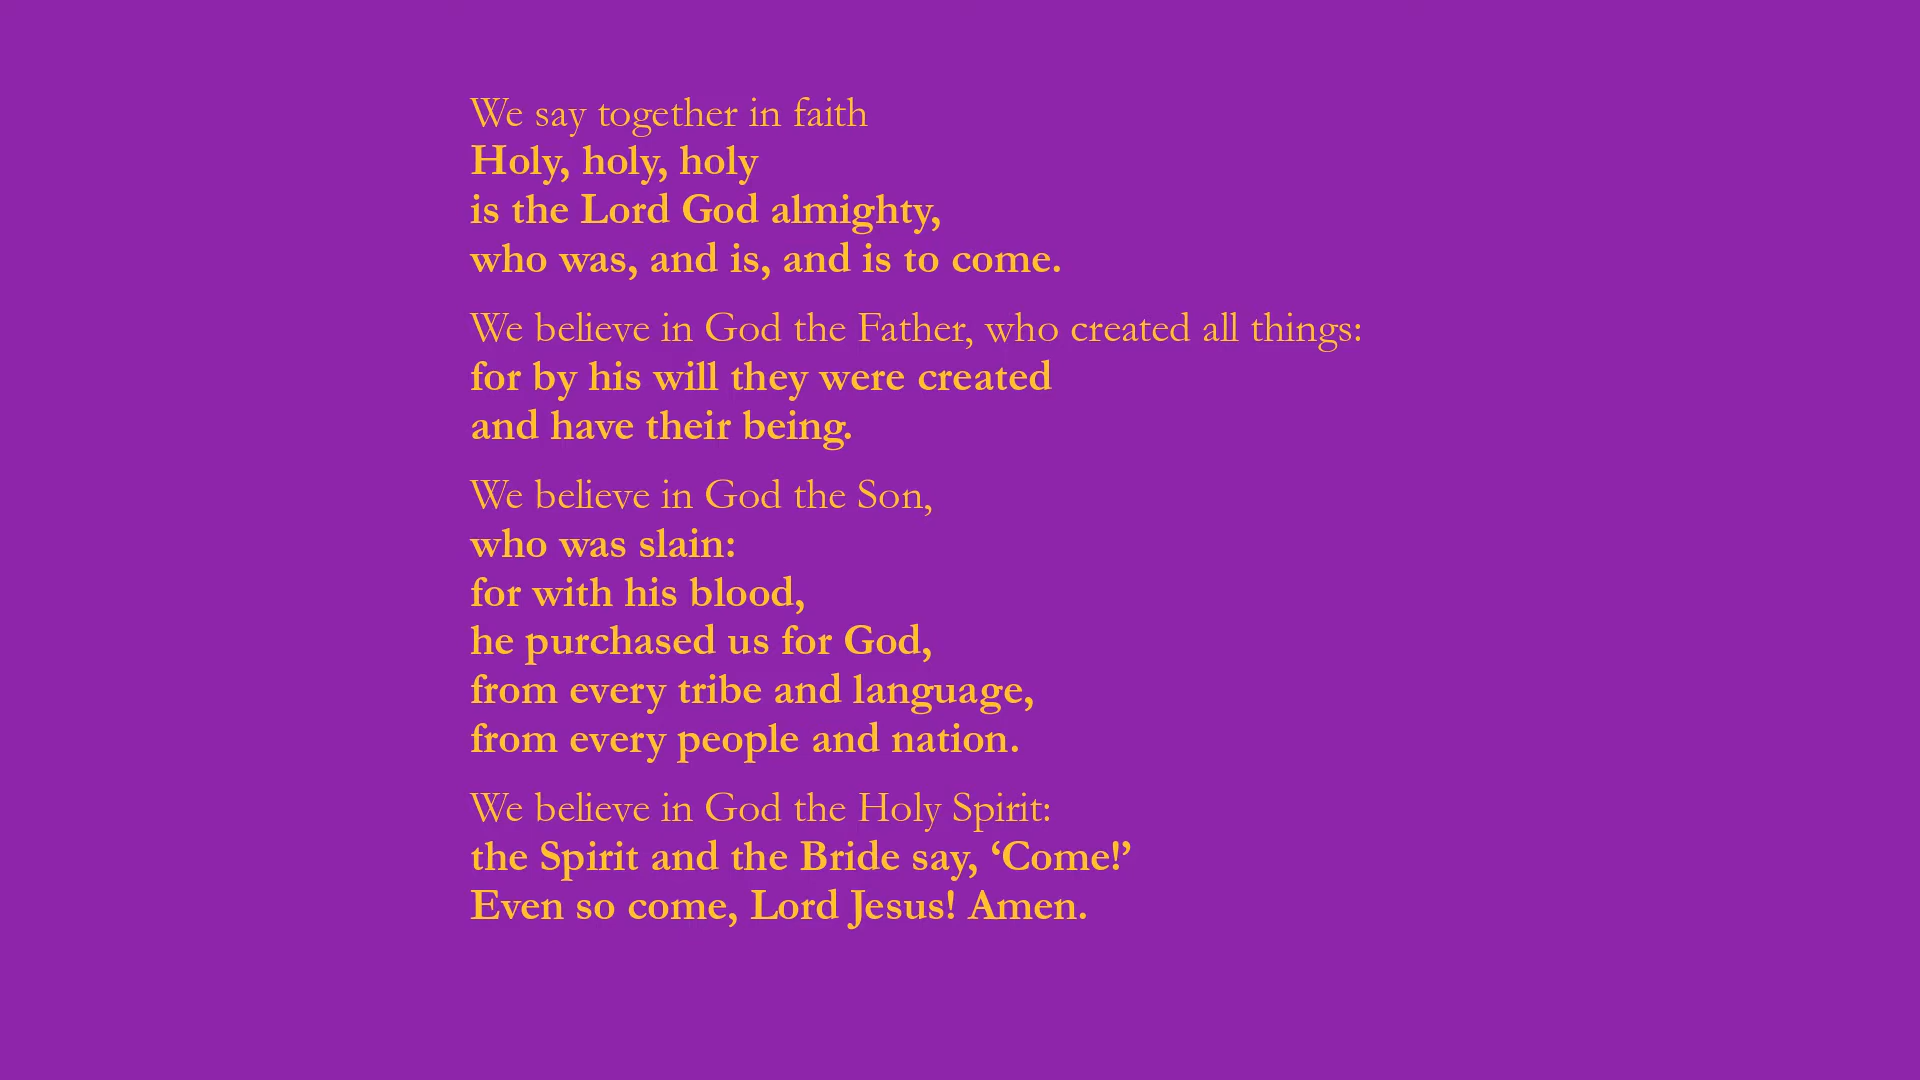 We say together in faith
Holy, holy, holy
is the Lord God almighty,
who was, and is, and is to come.
We believe in God the Father, who created all things:
for by his will they were created
and have their being.
We believe in God the Son,
who was slain:
for with his blood,
he purchased us for God,
from every tribe and language,
from every people and nation.
We believe in God the Holy Spirit:
the Spirit and the Bride say, ‘Come!’
Even so come, Lord Jesus! Amen.